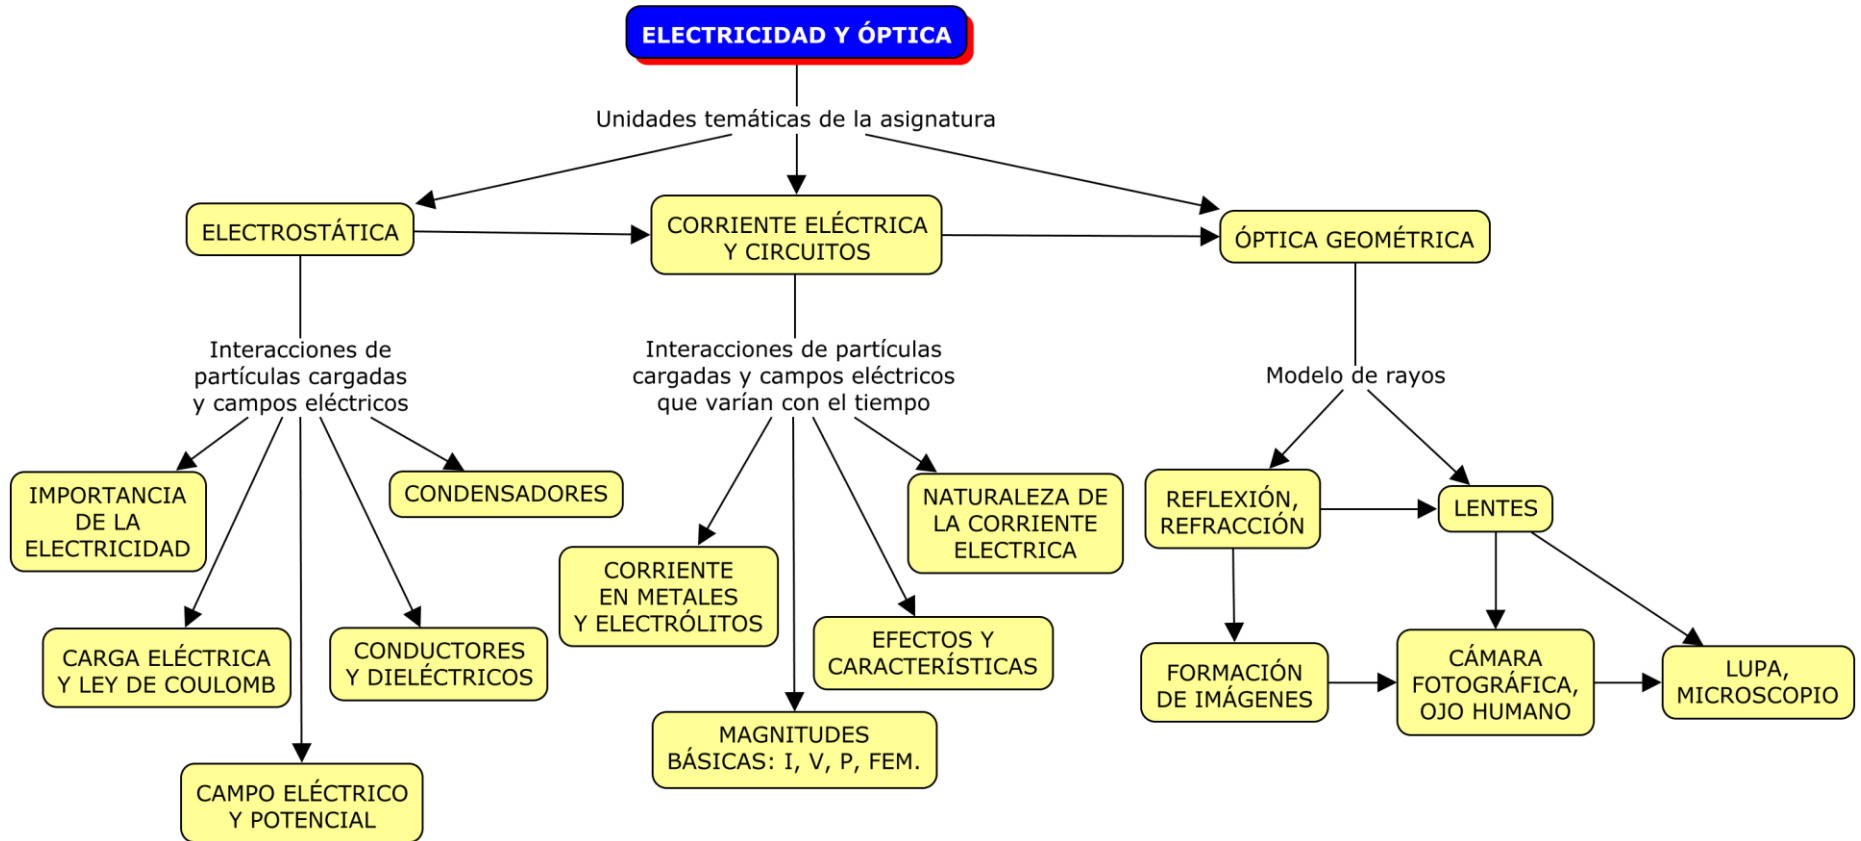 ELECTRICIDAD Y ÓPTICA
Unidades temáticas de la asignatura
ELECTROSTÁTICA
CORRIENTE ELÉCTRICA
Y CIRCUITOS
ÓPTICA GEOMÉTRICA
Interacciones de
partículas cargadas
y campos eléctricos
Interacciones de partículas
cargadas y campos eléctricos
que varían con el tiempo
Modelo de rayos
IMPORTANCIA
DE LA
ELECTRICIDAD
CONDENSADORES
CARGA ELÉCTRICA
Y LEY DE COULOMB
CONDUCTORES
Y DIELÉCTRICOS
CAMPO ELÉCTRICO
Y POTENCIAL
CORRIENTE
EN METALES
Y ELECTRÓLITOS
NATURALEZA DE
LA CORRIENTE
ELECTRICA
EFECTOS Y
CARACTERÍSTICAS
MAGNITUDES
BÁSICAS: I, V, P, FEM.
REFLEXIÓN,
REFRACCIÓN
LENTES
FORMACIÓN
DE IMÁGENES
CÁMARA
FOTOGRÁFICA,
OJO HUMANO
LUPA,
MICROSCOPIO